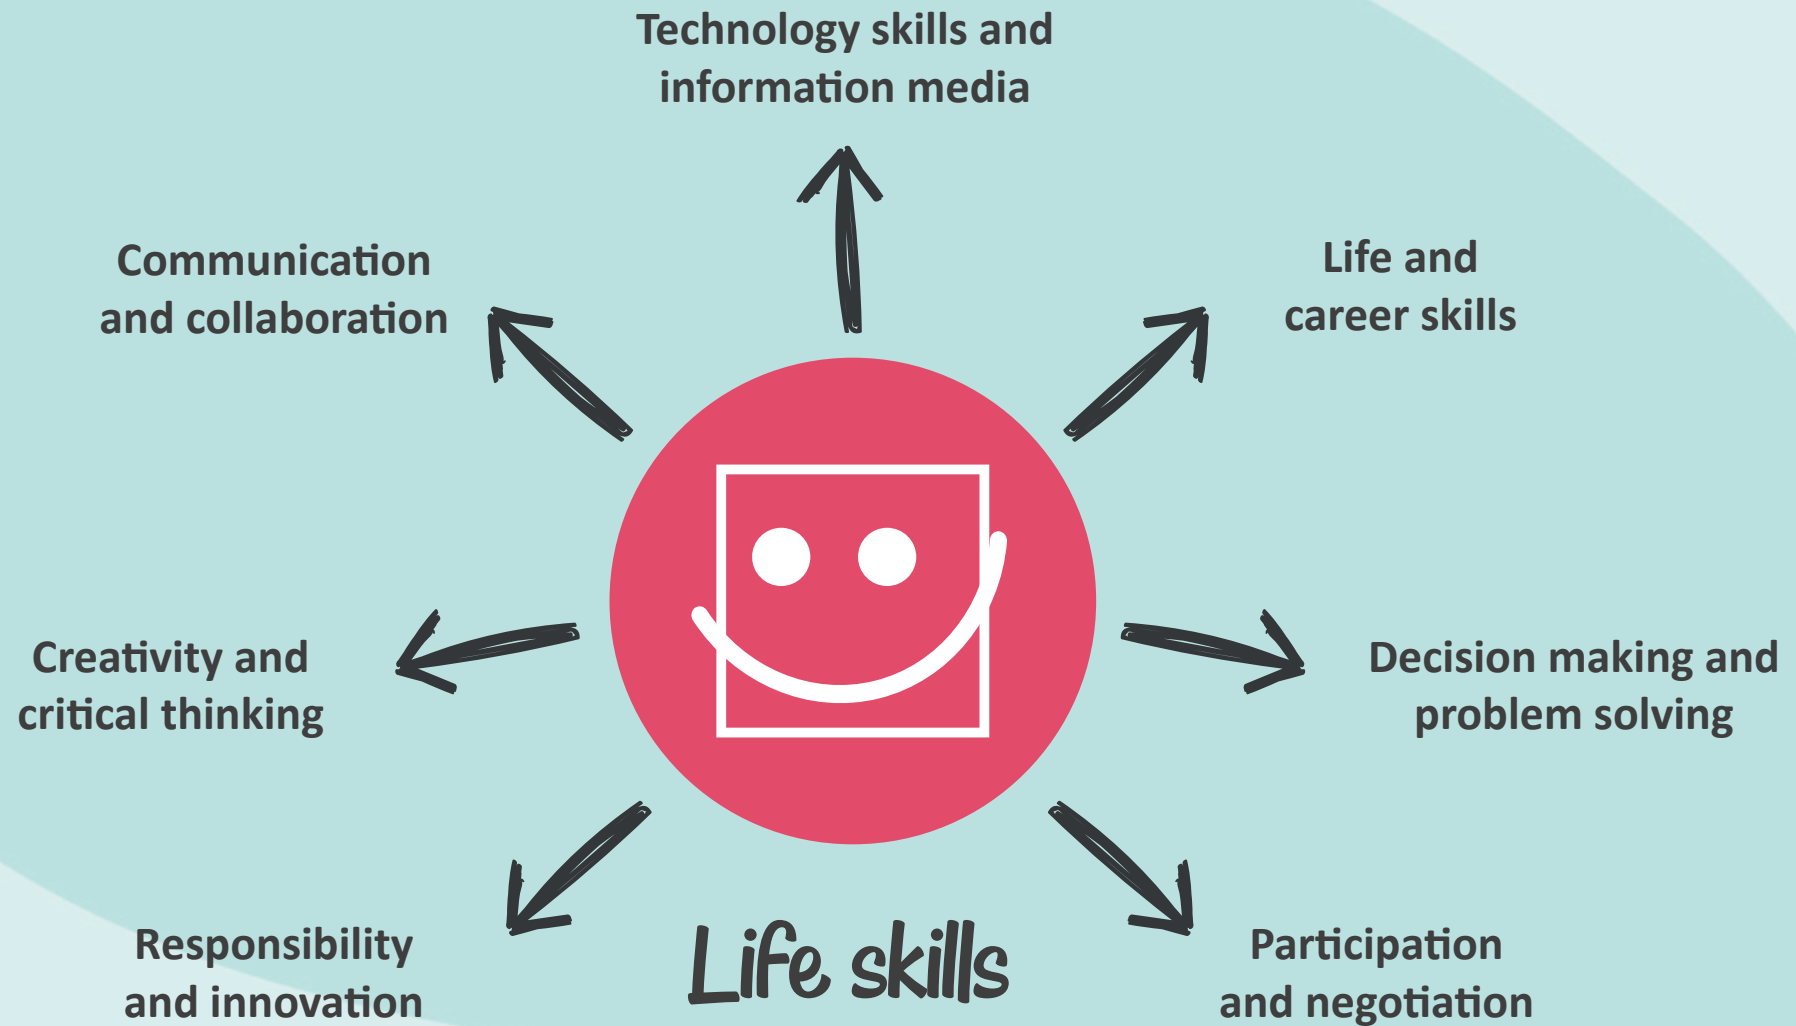 Technology skills and
information media
Communication
and collaboration
Life and
career skills
Creativity and
critical thinking
Decision making and
problem solving
Responsibility
and innovation
Life skills
Participation
and negotiation